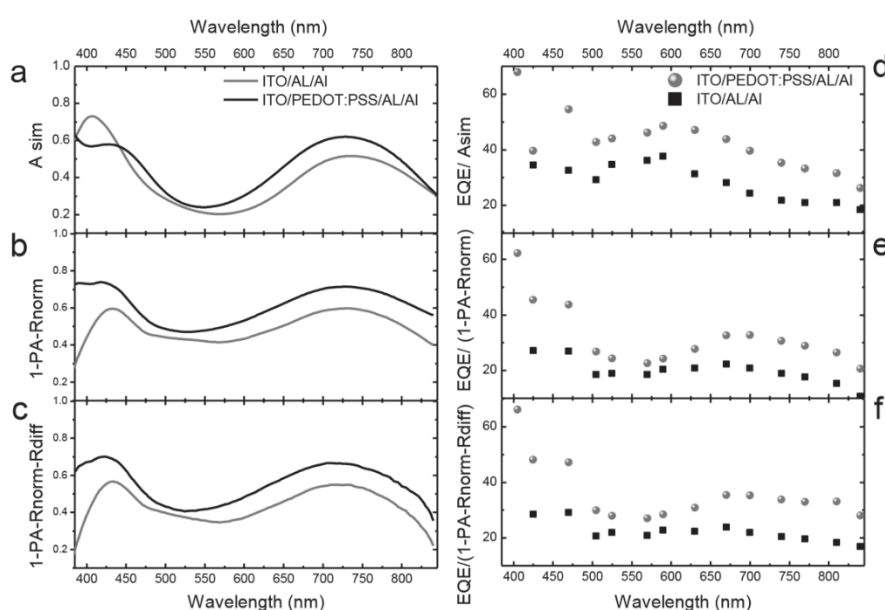 Wavelength (nm)
400 450 500 550 600 650 700 750 800
a
ITO/AL/Al
ITO/PEDOT:PSS/AL/Al
A sim
0.8
0.6
0.4
0.2
b
1-PA-Rnorm
1.0
0.8
0.6
0.4
c
1-PA-Rnorm-Rdiff
1.0
0.8
0.6
0.4
0.2
400 450 500 550 600 650 700 750 800
Wavelength (nm)
Wavelength (nm)
400 450 500 550 600 650 700 750 800
d
ITO/PEDOT:PSS/AL/Al
ITO/AL/Al
EQE/ Asim
60
40
20
e
EQE/ (1-PA-Rnorm)
60
40
20
f
EQE/(1-PA-Rnorm-Rdiff)
60
40
20
400 450 500 550 600 650 700 750 800
Wavelength (nm)